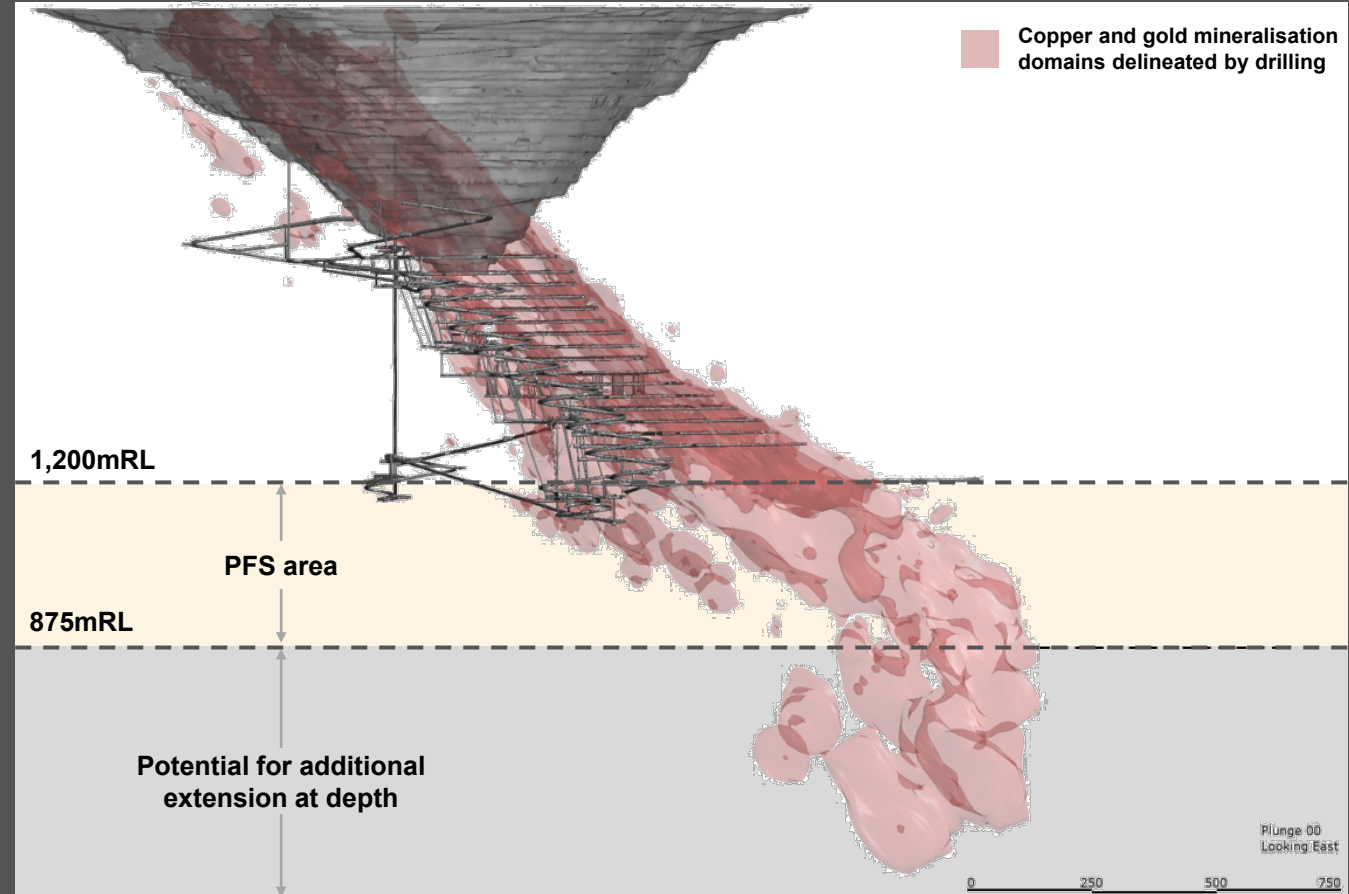 Copper and gold mineralisation
domains delineated by drilling
1,200mRL
PFS area
875mRL
Potential for additional
extension at depth
Plunge 00
Looking East
0 250 500 750